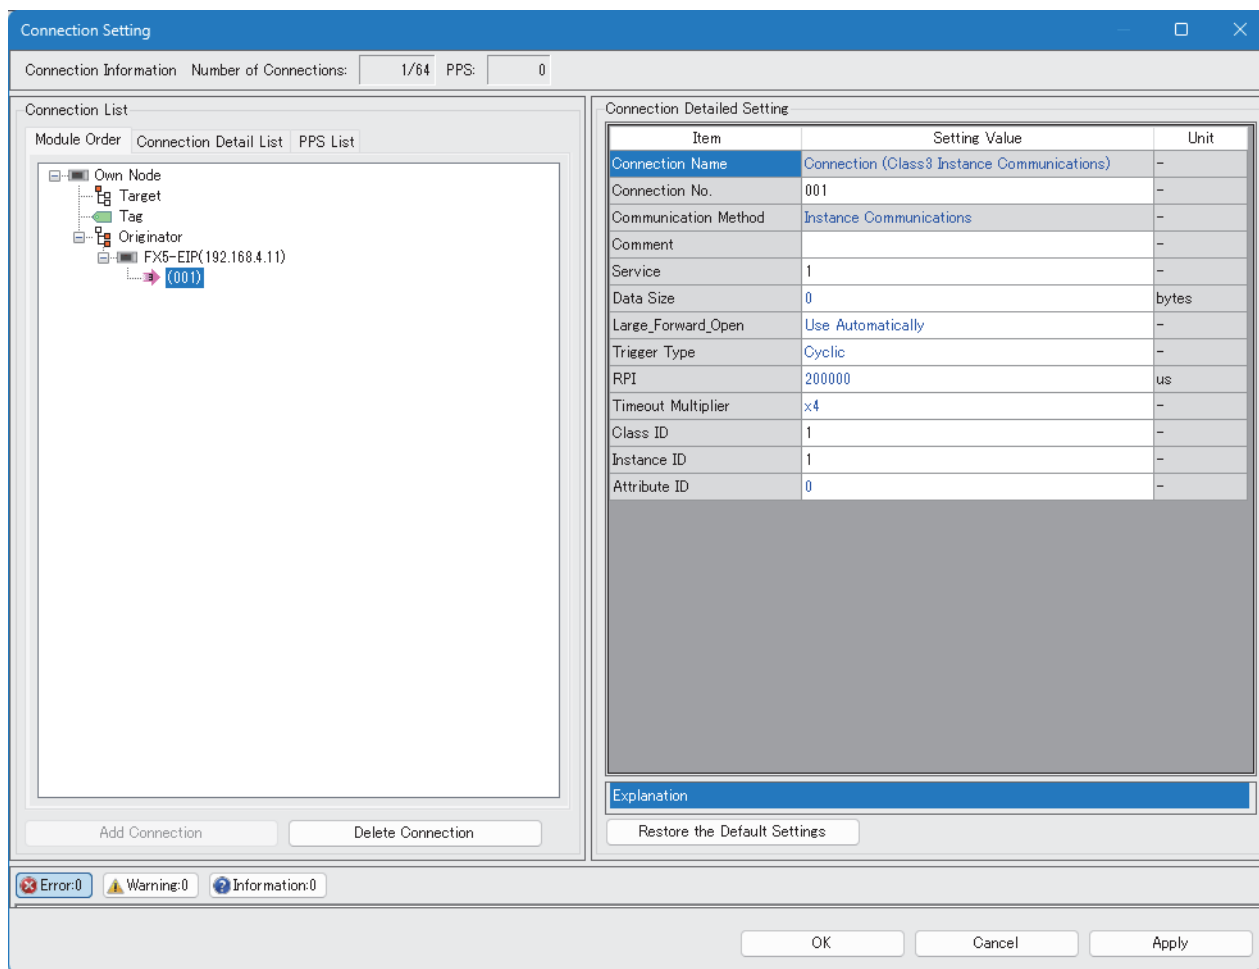 Connection Setting
Connection Information Number of Connections: 1/64 PPS: 0
Connection List
Module Order Connection Detail List PPS List
Own Node
Target
Tag
Originator
FX5-EIP(192.168.4.11)
(001)
Add Connection Delete Connection
Connection Detailed Setting
Item Setting Value Unit
Connection Name Connection (Class3 Instance Communications) -
Connection No. 001 -
Communication Method Instance Communications -
Comment -
Service 1 -
Data Size 0 bytes
Large_Forward_Open Use Automatically -
Trigger Type Cyclic -
RPI 200000 us
Timeout Multiplier x4 -
Class ID 1 -
Instance ID 1 -
Attribute ID 0 -
Explanation
Restore the Default Settings
Error:0 Warning:0 Information:0
OK Cancel Apply